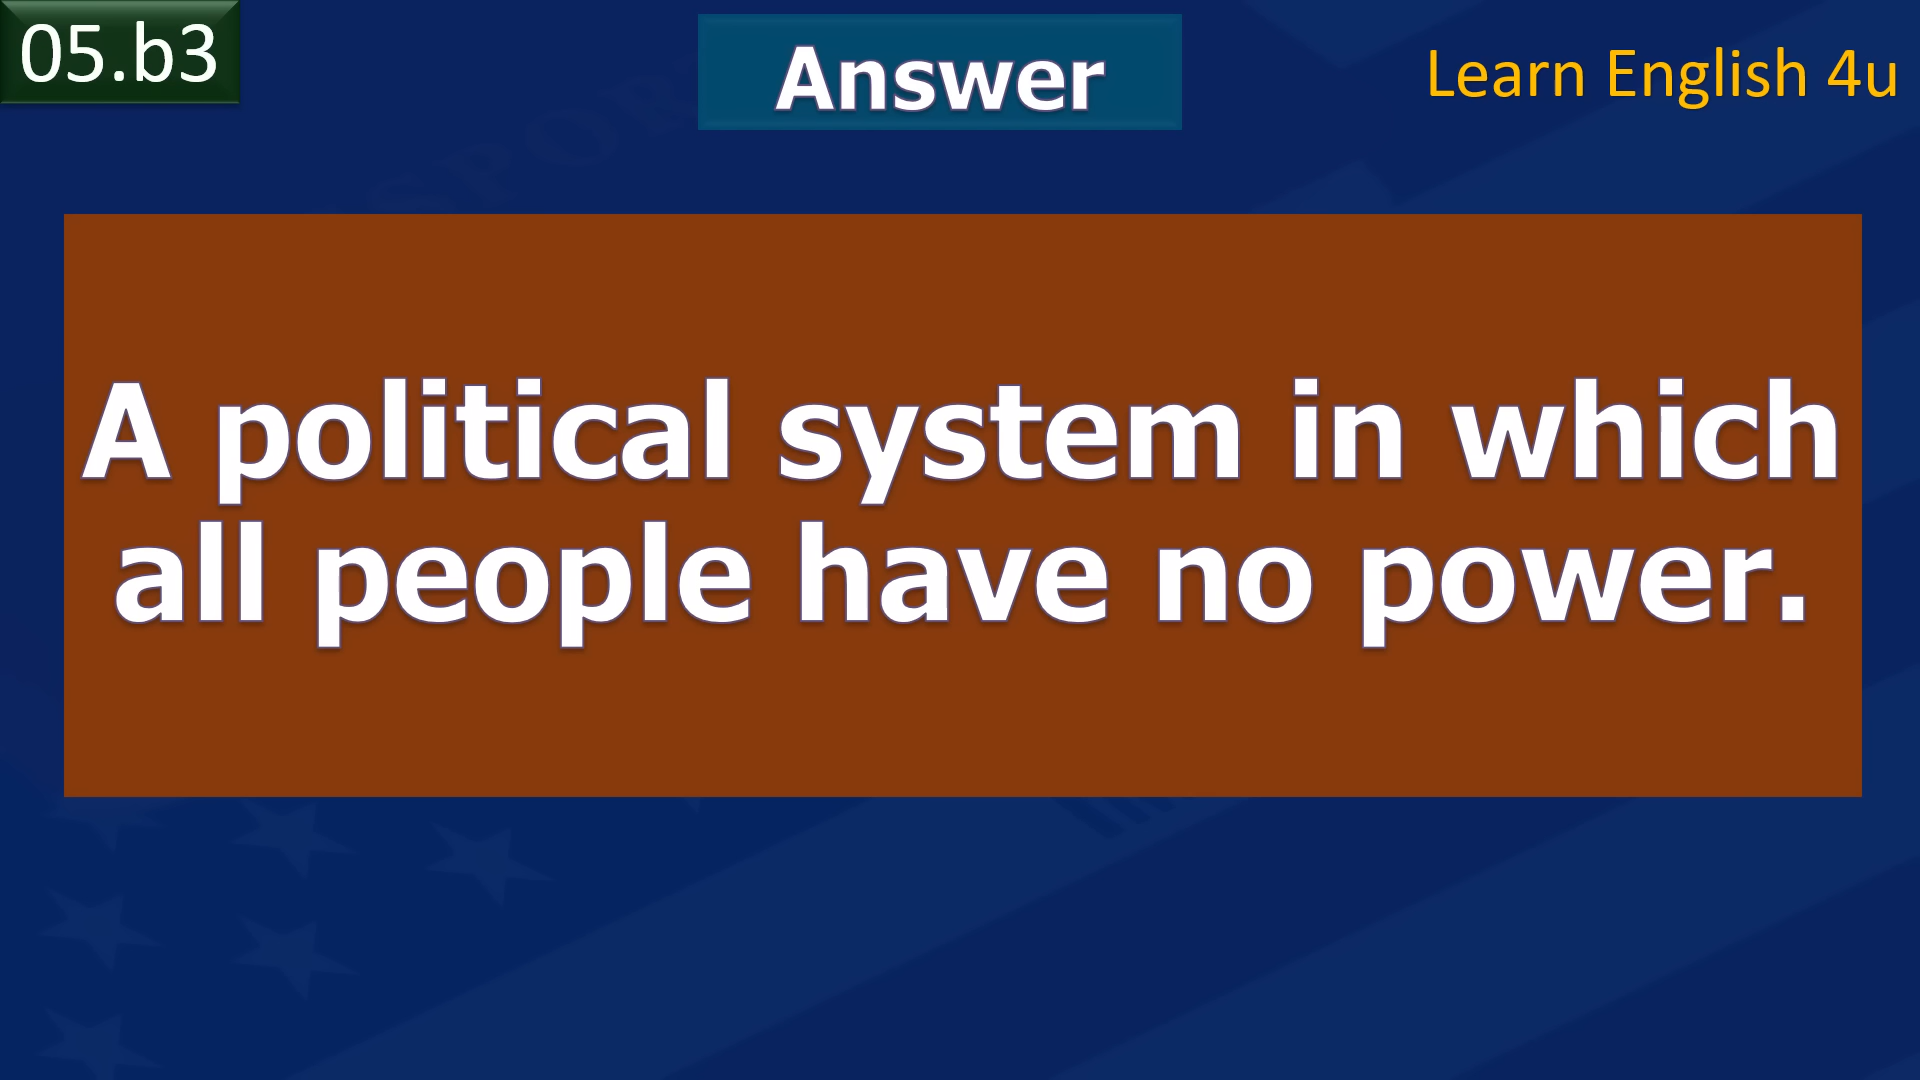 05.b3
Answer
Learn English 4u
A political system in which
all people have no power.